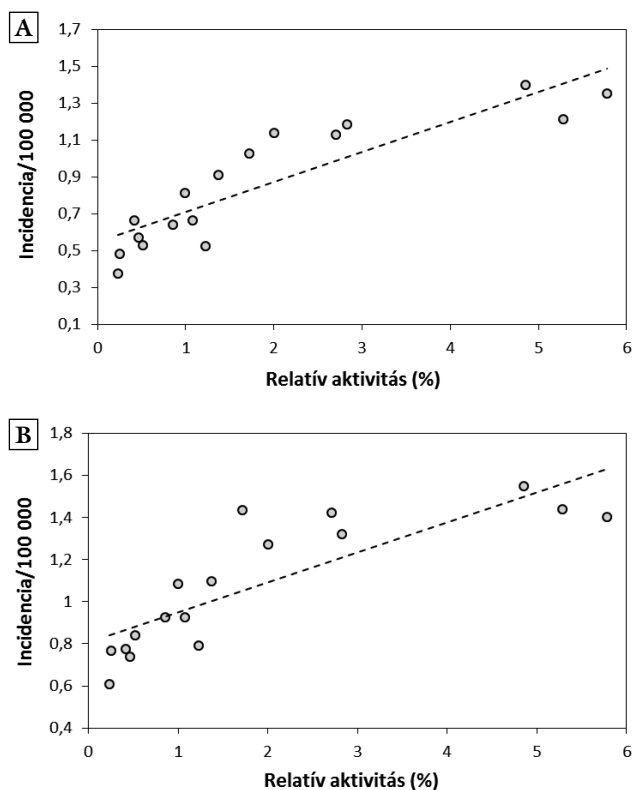 A
1,7
1,5
1,3
1,1
0,9
0,7
0,5
0,3
0,1
Incidencia/100 000
0 1 2 3 4 5 6
Relatív aktivitás (%)
B
1,8
1,6
1,4
1,2
1
0,8
0,6
0,4
Incidencia/100 000
0 1 2 3 4 5 6
Relatív aktivitás (%)